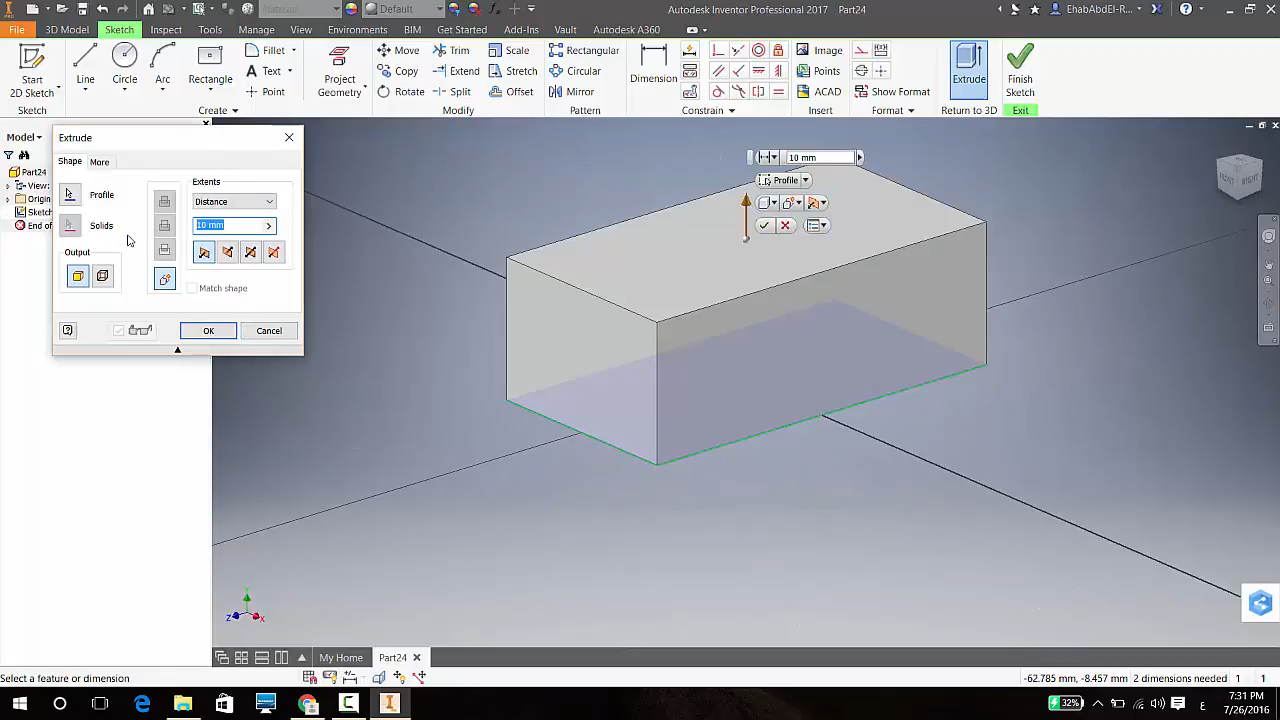 Material
Default
Autodesk Inventor Professional 2017 Part24
EhabAbdEl-R...
File 3D Model Sketch Inspect Tools Manage View Environments BIM Get Started Add-Ins Vault Autodesk A360
Start
2D Sketch
Line
Circle
Arc
Rectangle
Fillet
Text
Point
Project
Geometry
Move
Copy
Rotate
Trim
Extend
Split
Scale
Stretch
Offset
Rectangular
Circular
Mirror
Dimension
Image
Points
ACAD
Show Format
Extrude
Finish
Sketch
Sketch Create Modify Pattern Constrain Insert Format Return to 3D Exit
Model
Part24
View:
Origin
Sketch
End of
Extrude
Shape More
Profile
Solids
Output
Extents
Distance
10 mm
Match shape
OK Cancel
10 mm
Profile
FRONT RIGHT
Y
Z X
My Home Part24
Select a feature or dimension
-62.785 mm, -8.457 mm 2 dimensions needed 1 1
32%
ع
7:31 PM
7/26/2016